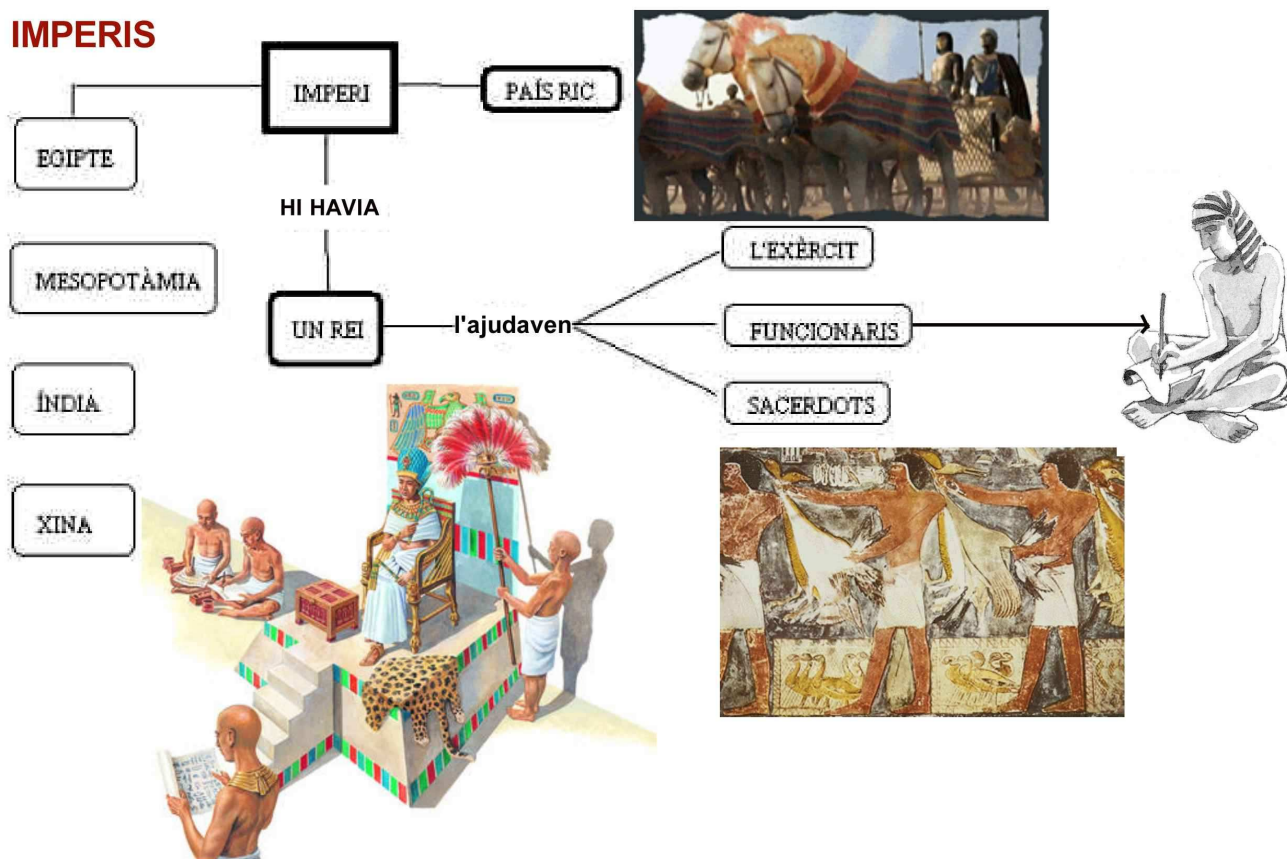 IMPERIS
IMPERI
PAÍS RIC
EGIPTE
HI HAVIA
L'EXÈRCIT
MESOPOTÀMIA
UN REI
l'ajudaven
FUNCIONARIS
ÍNDIA
SACERDOTS
XINA